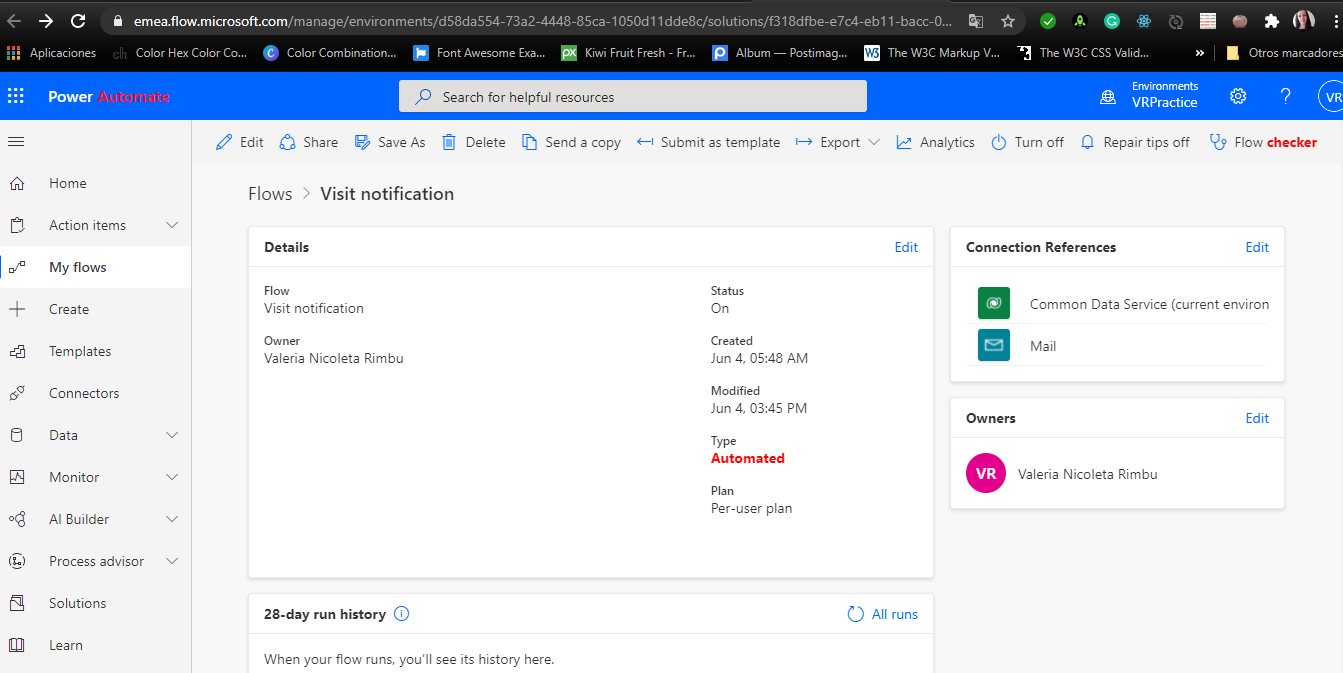 emea.flow.microsoft.com/manage/environments/d58da554-73a2-4448-85ca-1050d11dde8c/solutions/f318dfbe-e7c4-eb11-bacc-0...
Aplicaciones
Color Hex Color Co...
Color Combination...
Font Awesome Exa...
Kiwi Fruit Fresh - Fr...
Album — Postimag...
The W3C Markup V...
The W3C CSS Valid...
»
Otros marcadores
Power Automate
Search for helpful resources
Environments
VRPractice
VR
Edit
Share
Save As
Delete
Send a copy
Submit as template
Export
Analytics
Turn off
Repair tips off
Flow checker
Home
Action items
My flows
Create
Templates
Connectors
Data
Monitor
AI Builder
Process advisor
Solutions
Learn
Flows > Visit notification
Details
Edit
Flow
Visit notification
Owner
Valeria Nicoleta Rimbu
Status
On
Created
Jun 4, 05:48 AM
Modified
Jun 4, 03:45 PM
Type
Automated
Plan
Per-user plan
Connection References
Edit
Common Data Service (current environ
Mail
Owners
Edit
VR
Valeria Nicoleta Rimbu
28-day run history
All runs
When your flow runs, you'll see its history here.